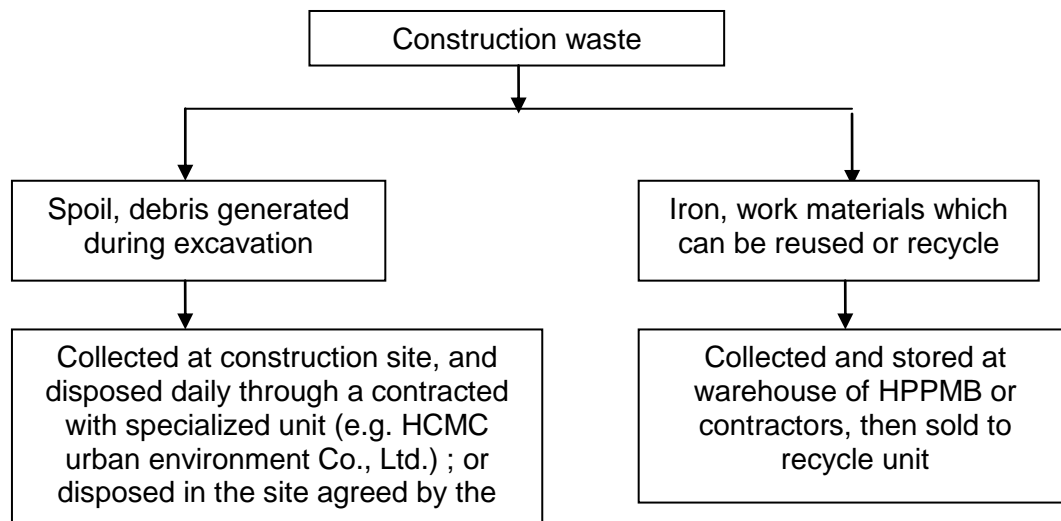 Construction waste
Spoil, debris generated
during excavation
Iron, work materials which
can be reused or recycle
Collected at construction site, and
disposed daily through a contracted
with specialized unit (e.g. HCMC
urban environment Co., Ltd.) ; or
disposed in the site agreed by the
Collected and stored at
warehouse of HPPMB or
contractors, then sold to
recycle unit